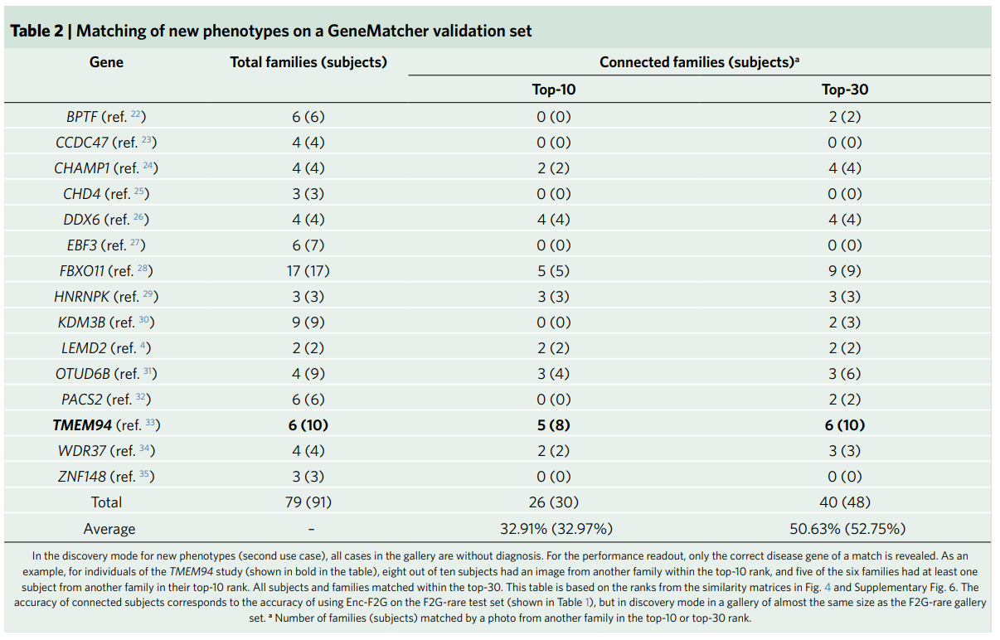 Table 2 | Matching of new phenotypes on a GeneMatcher validation set
Gene Total families (subjects) Connected families (subjects)a
Top-10 Top-30
BPTF (ref. 22) 6 (6) 0 (0) 2 (2)
CCDC47 (ref. 23) 4 (4) 0 (0) 0 (0)
CHAMP1 (ref. 24) 4 (4) 2 (2) 4 (4)
CHD4 (ref. 25) 3 (3) 0 (0) 0 (0)
DDX6 (ref. 26) 4 (4) 4 (4) 4 (4)
EBF3 (ref. 27) 6 (7) 0 (0) 0 (0)
FBXO11 (ref. 28) 17 (17) 5 (5) 9 (9)
HNRNPK (ref. 29) 3 (3) 3 (3) 3 (3)
KDM3B (ref. 30) 9 (9) 0 (0) 2 (3)
LEMD2 (ref. 4) 2 (2) 2 (2) 2 (2)
OTUD6B (ref. 31) 4 (9) 3 (4) 3 (6)
PACS2 (ref. 32) 6 (6) 0 (0) 2 (2)
TMEM94 (ref. 33) 6 (10) 5 (8) 6 (10)
WDR37 (ref. 34) 4 (4) 2 (2) 3 (3)
ZNF148 (ref. 35) 3 (3) 0 (0) 0 (0)
Total 79 (91) 26 (30) 40 (48)
Average – 32.91% (32.97%) 50.63% (52.75%)
In the discovery mode for new phenotypes (second use case), all cases in the gallery are without diagnosis. For the performance readout, only the correct disease gene of a match is revealed. As an
example, for individuals of the TMEM94 study (shown in bold in the table), eight out of ten subjects had an image from another family within the top-10 rank, and five of the six families had at least one
subject from another family in their top-10 rank. All subjects and families matched within the top-30. This table is based on the ranks from the similarity matrices in Fig. 4 and Supplementary Fig. 6. The
accuracy of connected subjects corresponds to the accuracy of using Enc-F2G on the F2G-rare test set (shown in Table 1), but in discovery mode in a gallery of almost the same size as the F2G-rare gallery
set. a Number of families (subjects) matched by a photo from another family in the top-10 or top-30 rank.